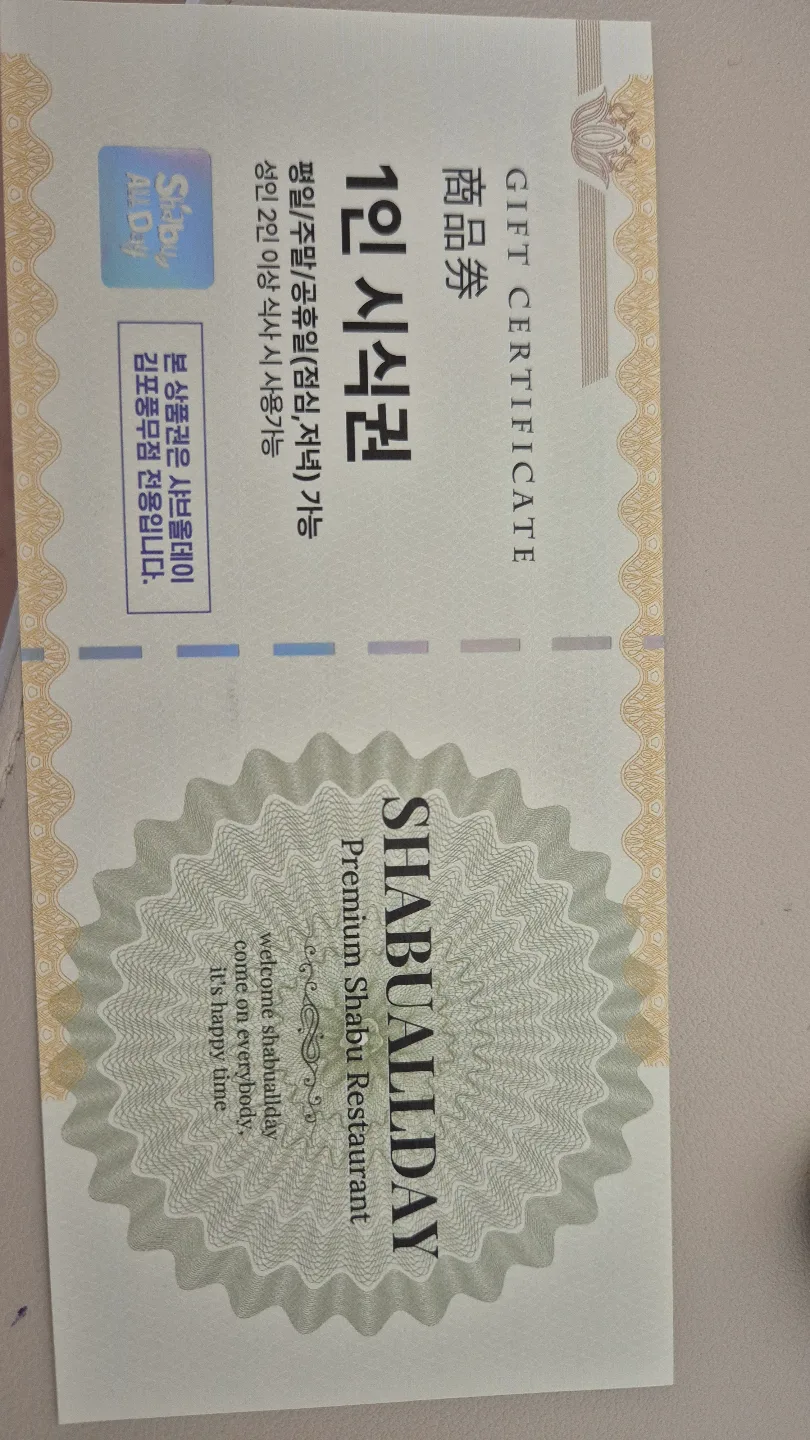 GIFT CERTIFICATE
商品券
1인 시식권
평일/주말/공휴일(점심,저녁) 가능
성인 2인 이상 식사 시 사용가능
Shabu
All Day
본 상품권은 샤브올데이
김포풍무점 전용입니다.
SHABUALLDAY
Premium Shabu Restaurant
welcome shabuallday
come on everybody,
it's happy time